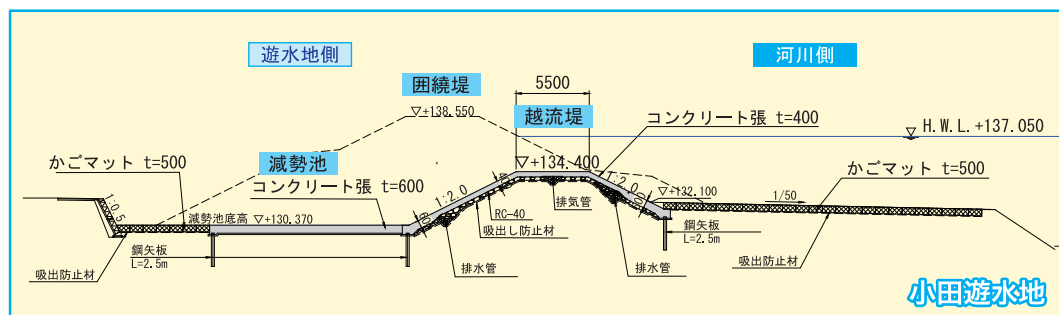 遊水地側
河川側
囲繞堤
5500
▽+138.550
越流堤
コンクリート張 t=400
H.W.L.+137.050
かごマット t=500
減勢池
▽+134.400
かごマット t=500
コンクリート張 t=600
1:2.0
1:2.0
▽+132.100
1/50
1:0.5
減勢池底高 ▽+130.370
RC-40
排気管
吸出し防止材
鋼矢板
L=2.5m
鋼矢板
L=2.5m
吸出防止材
排水管
排水管
吸出防止材
小田遊水地